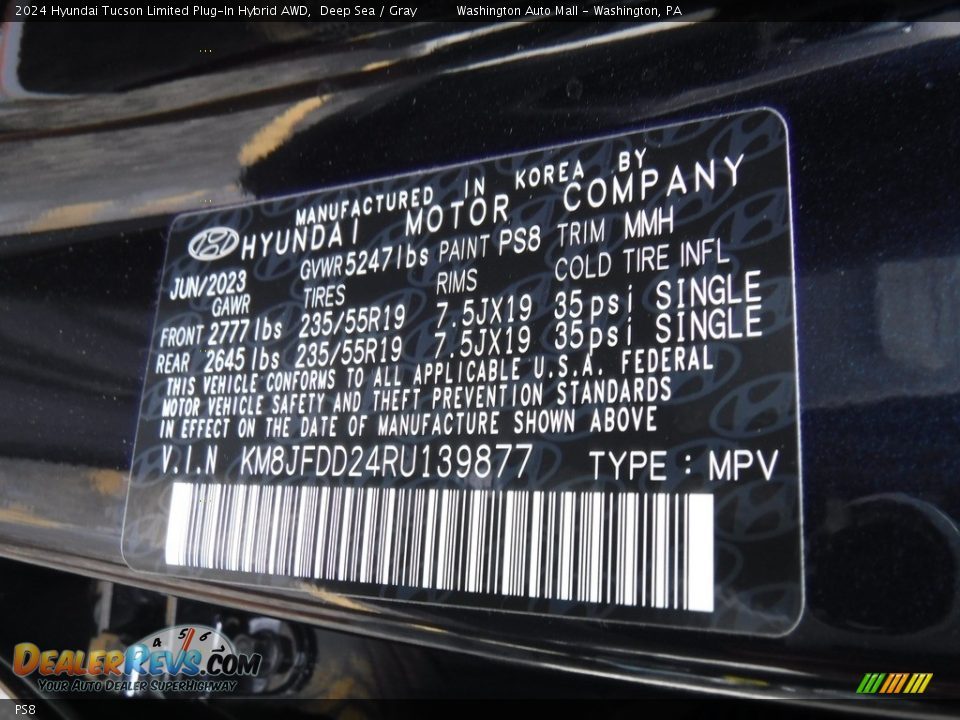 2024 Hyundai Tucson Limited Plug-In Hybrid AWD, Deep Sea / Gray Washington Auto Mall - Washington, PA
MANUFACTURED IN KOREA BY
HYUNDAI MOTOR COMPANY
JUN/2023 GVWR 5247lbs PAINT PS8 TRIM MMH
GAWR TIRES RIMS COLD TIRE INFL
FRONT 2777lbs 235/55R19 7.5JX19 35psi SINGLE
REAR 2645lbs 235/55R19 7.5JX19 35psi SINGLE
THIS VEHICLE CONFORMS TO ALL APPLICABLE U.S.A. FEDERAL
MOTOR VEHICLE SAFETY AND THEFT PREVENTION STANDARDS
IN EFFECT ON THE DATE OF MANUFACTURE SHOWN ABOVE
V.I.N KM8JFDD24RU139877 TYPE : MPV
4 5 6
DEALERREVS.COM
YOUR AUTO DEALER SUPERHIGHWAY
PS8